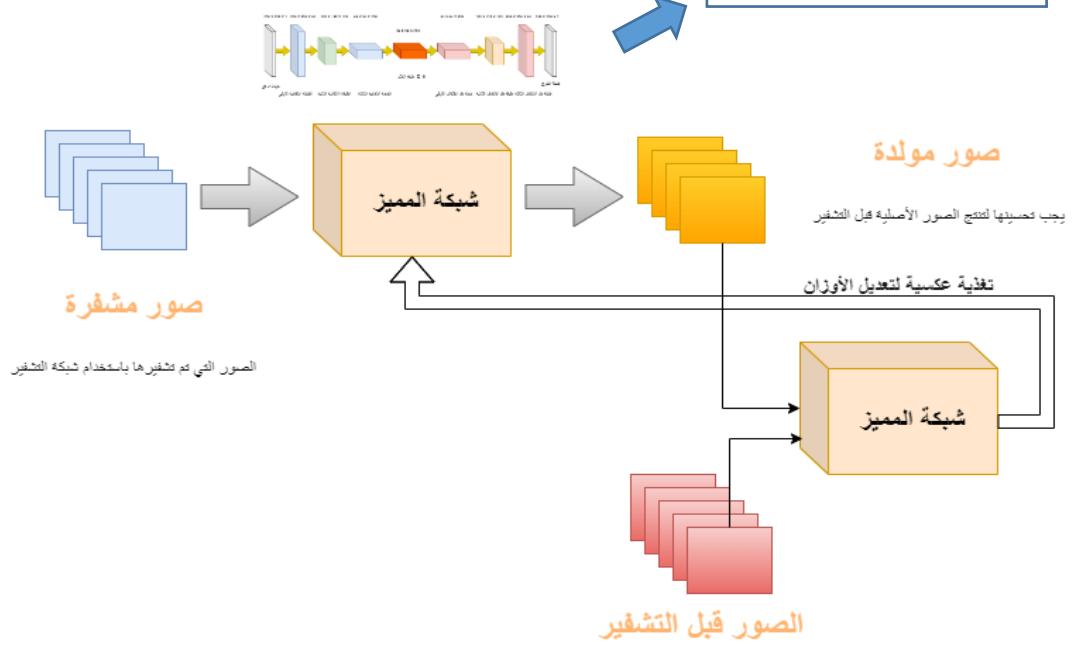 شبكة المميز
صور مولدة
يجب تحسينها لتنتج الصور الأصلية قبل التشفير
تغذية عكسية لتعديل الأوزان
صور مشفرة
الصور التي تم تشفيرها باستخدام شبكة التشفير
شبكة المميز
الصور قبل التشفير